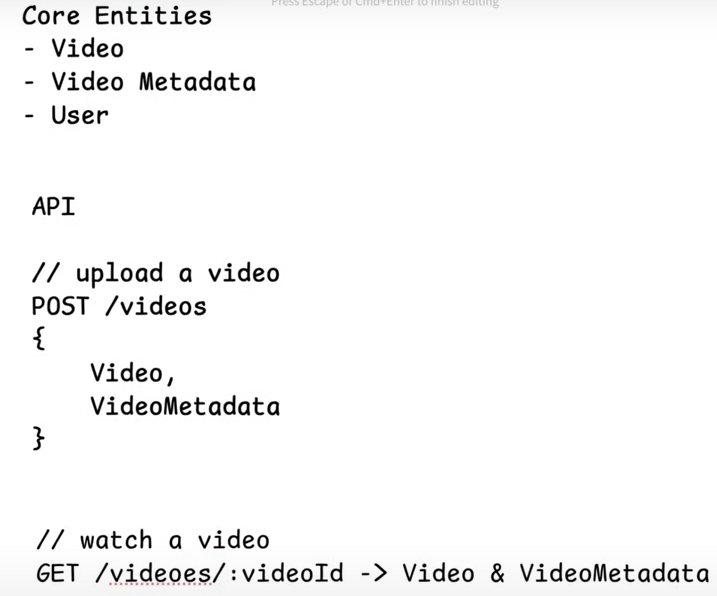 Press Escape or Cmd+Enter to finish editing
Core Entities
- Video
- Video Metadata
- User
API
// upload a video
POST /videos
{
Video,
VideoMetadata
}
// watch a video
GET /videoes/:videoId -> Video & VideoMetadata